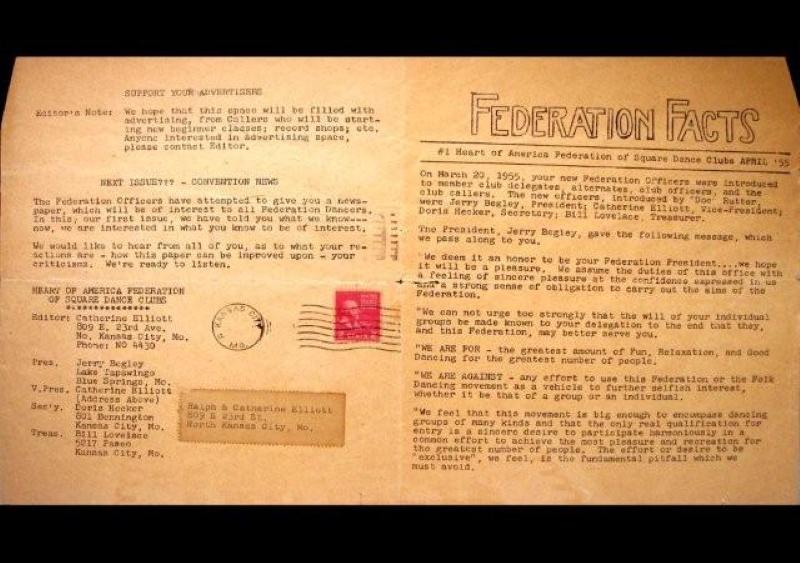 SUPPORT YOUR ADVERTISERS
Editor's Note: We hope that this space will be filled with
advertising, from Callers who will be start-
ing new beginner classes; record shops; etc.
Anyone interested in Advertising space,
please contact Editor.
NEXT ISSUE??? - CONVENTION NEWS
The Federation Officers have attempted to give you a news-
paper, which will be of interest to all Federation Dancers.
In this, our first issue, we have told you what we know---
now, we are interested in what you know to be of interest.
We would like to hear from all of you, as to what your re-
actions are - how this paper can be improved upon - your
criticisms. We're ready to listen.
HEART OF AMERICA FEDERATION
OF SQUARE DANCE CLUBS
Editor: Catherine Elliott
809 E. 23rd Ave.
No. Kansas City, Mo.
Phone: NO 4430
Pres. Jerry Begley
Lake Tapawingo
Blue Springs, Mo.
V.Pres. Catherine Elliott
(Address Above)
Sec'y. Doris Hecker
801 Bennington
Kansas City, Mo.
Treas. Bill Lovelace
5217 Paseo
Kansas City, Mo.
KANSAS CITY
MO.
Ralph & Catharine Elliott
809 E 23rd St.
North Kansas City, Mo.
FEDERATION FACTS
#1 Heart of America Federation of Square Dance Clubs APRIL '55
On March 20, 1955, your new Federation Officers were introduced
to member club delegates, alternates, club officers, and the
club callers. The new officers, introduced by "Doc" Rutter,
were Jerry Begley, President; Catherine Elliott, Vice-President;
Doris Hecker, Secretary; Bill Lovelace, Treasurer.
The President, Jerry Begley, gave the following message, which
we pass along to you.
"We deem it an honor to be your Federation President....we hope
it will be a pleasure. We assume the duties of this office with
a feeling of sincere pleasure at the confidence expressed in us
a strong sense of obligation to carry out the aims of the
Federation.
"We can not urge too strongly that the will of your individual
groups be made known to your delegation to the end that they,
and this Federation, may better serve you.
"WE ARE FOR - the greatest amount of Fun, Relaxation, and Good
Dancing for the greatest number of people.
"WE ARE AGAINST - any effort to use this Federation or the Folk
Dancing movement as a vehicle to further selfish interest,
whether it be that of a group or an individual.
"We feel that this movement is big enough to encompass dancing
groups of many kinds and that the only real qualification for
entry is a sincere desire to participate harmoniously in a
common effort to achieve the most pleasure and recreation for
the greatest number of people. The effort or desire to be
"exclusive", we feel, is the fundamental pitfall which we
must avoid.